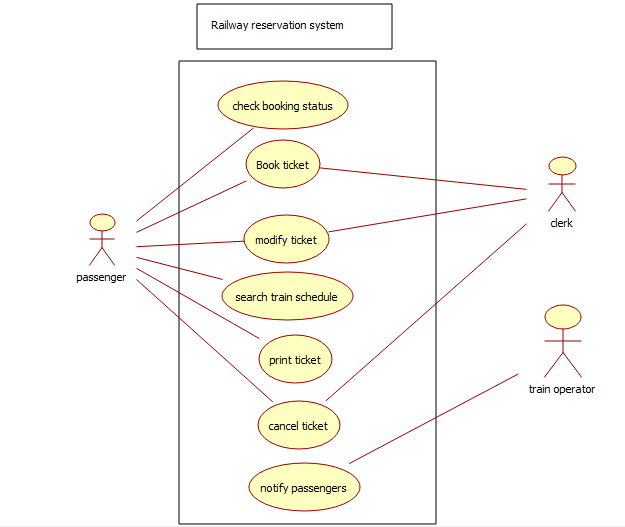 Railway reservation system
check booking status
Book ticket
clerk
modify ticket
passenger
search train schedule
print ticket
train operator
cancel ticket
notify passengers